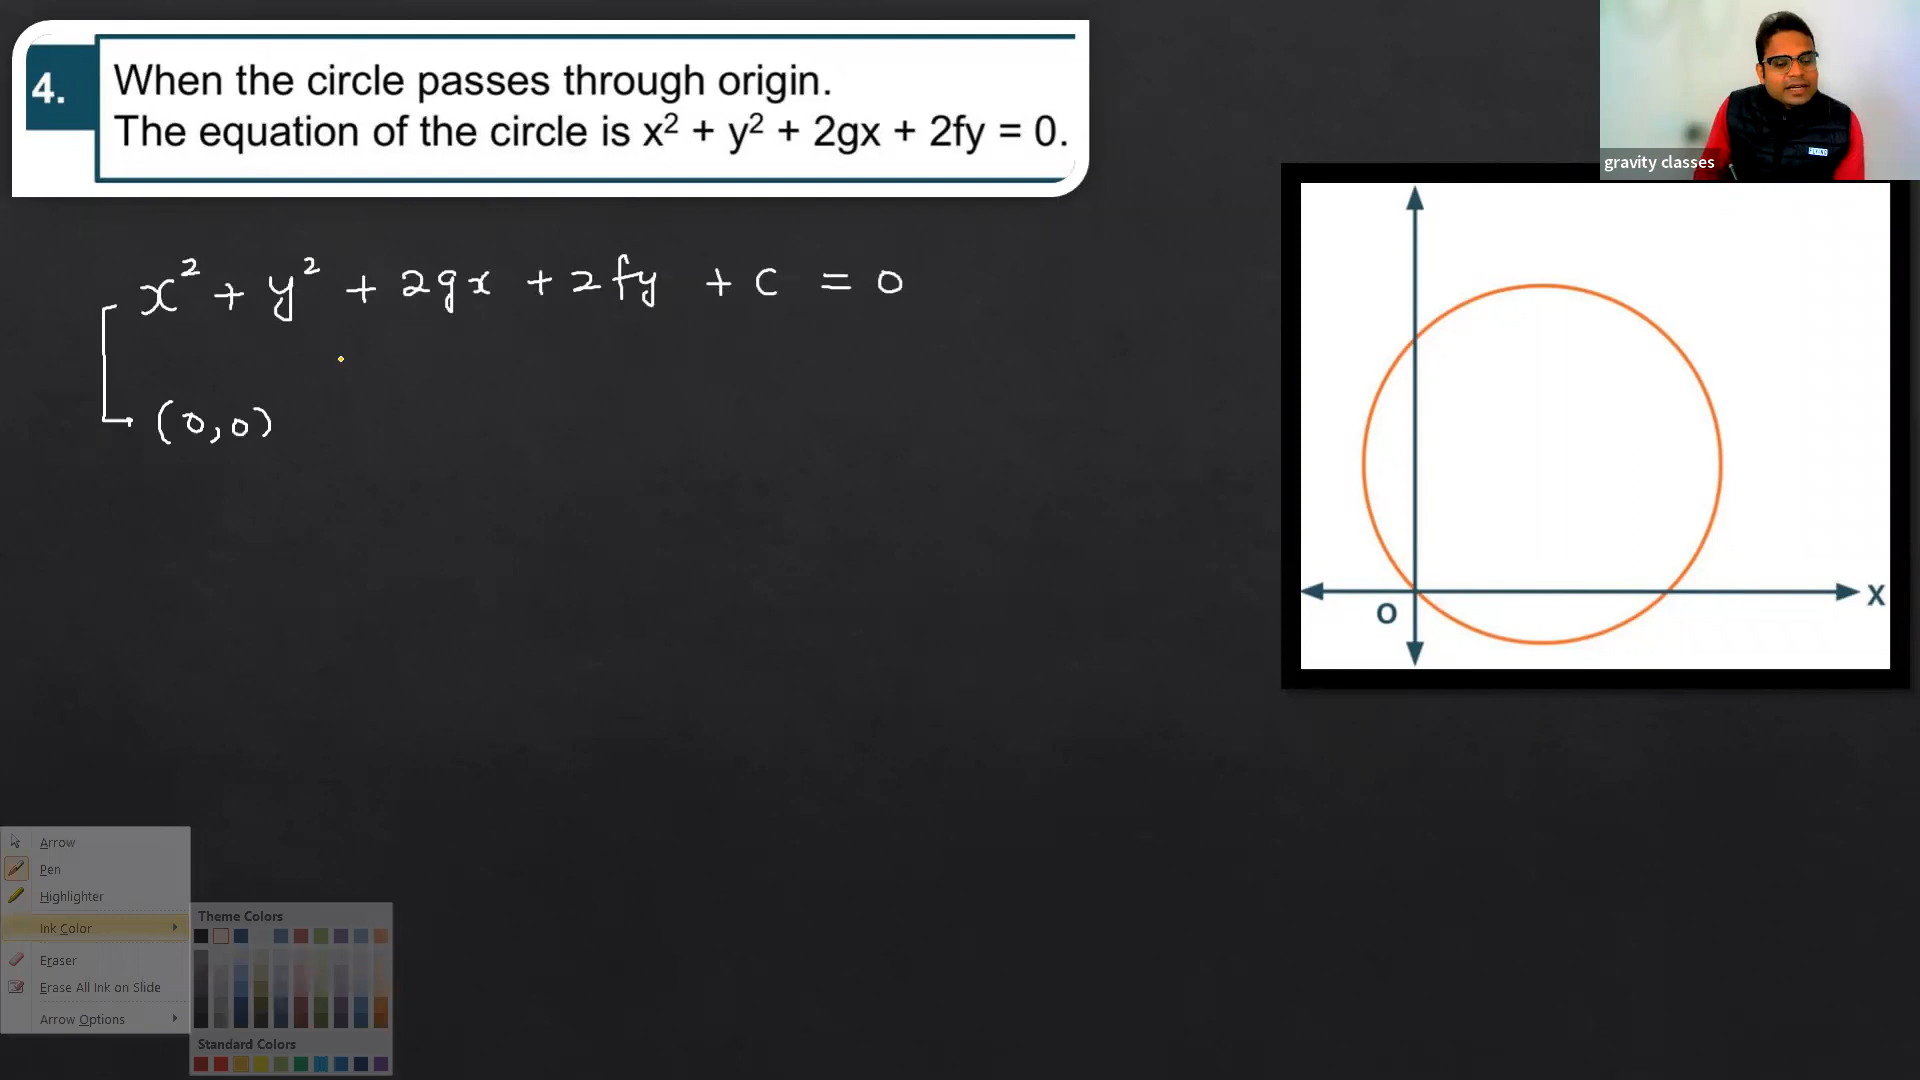 4.
When the circle passes through origin.
The equation of the circle is x² + y² + 2gx + 2fy = 0.
gravity classes
x² + y² + 2gx + 2fy + c = 0
(0,0)
X
O
Arrow
Pen
Highlighter
Ink Color
Eraser
Erase All Ink on Slide
Arrow Options
Theme Colors
Standard Colors